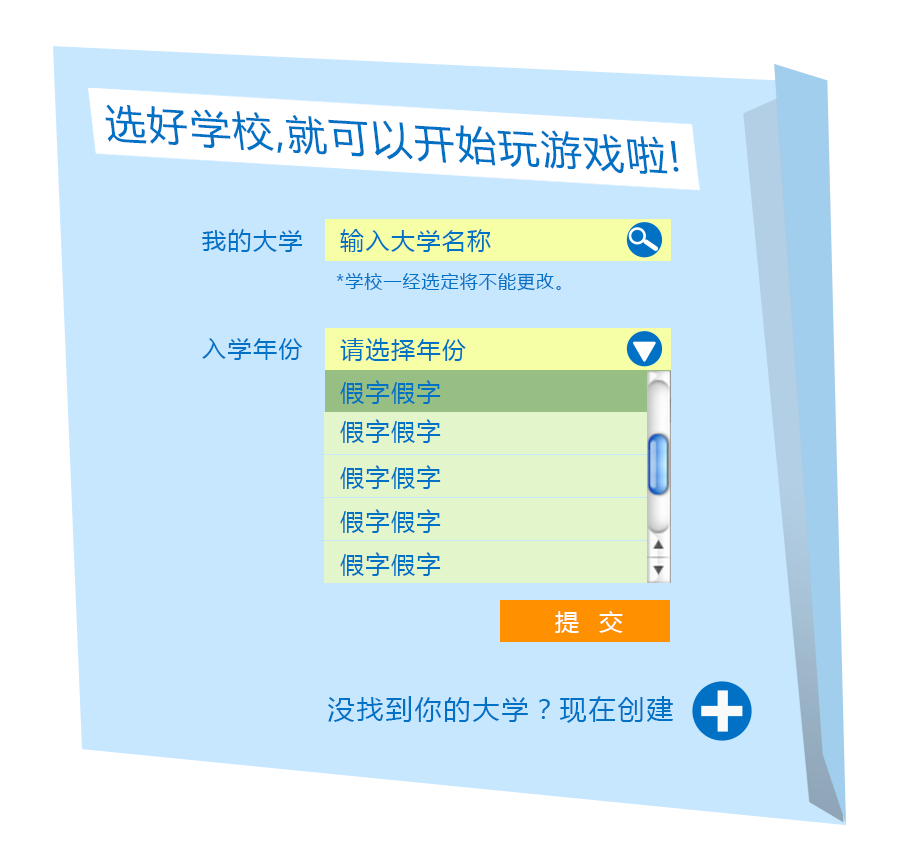 选好学校,就可以开始玩游戏啦!
我的大学 输入大学名称
*学校一经选定将不能更改。
入学年份 请选择年份
假字假字
假字假字
假字假字
假字假字
假字假字
提 交
没找到你的大学？现在创建